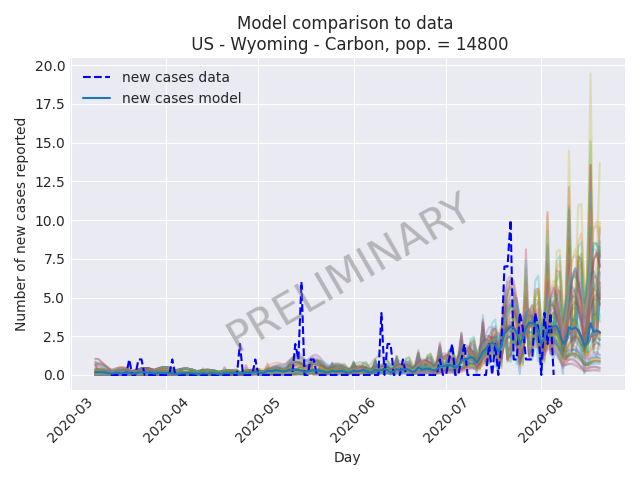 Model comparison to data
US - Wyoming - Carbon, pop. = 14800
20.0
17.5
15.0
12.5
10.0
7.5
5.0
2.5
0.0
Number of new cases reported
new cases data
new cases model
PRELIMINARY
2020-03
2020-04
2020-05
2020-06
2020-07
2020-08
Day